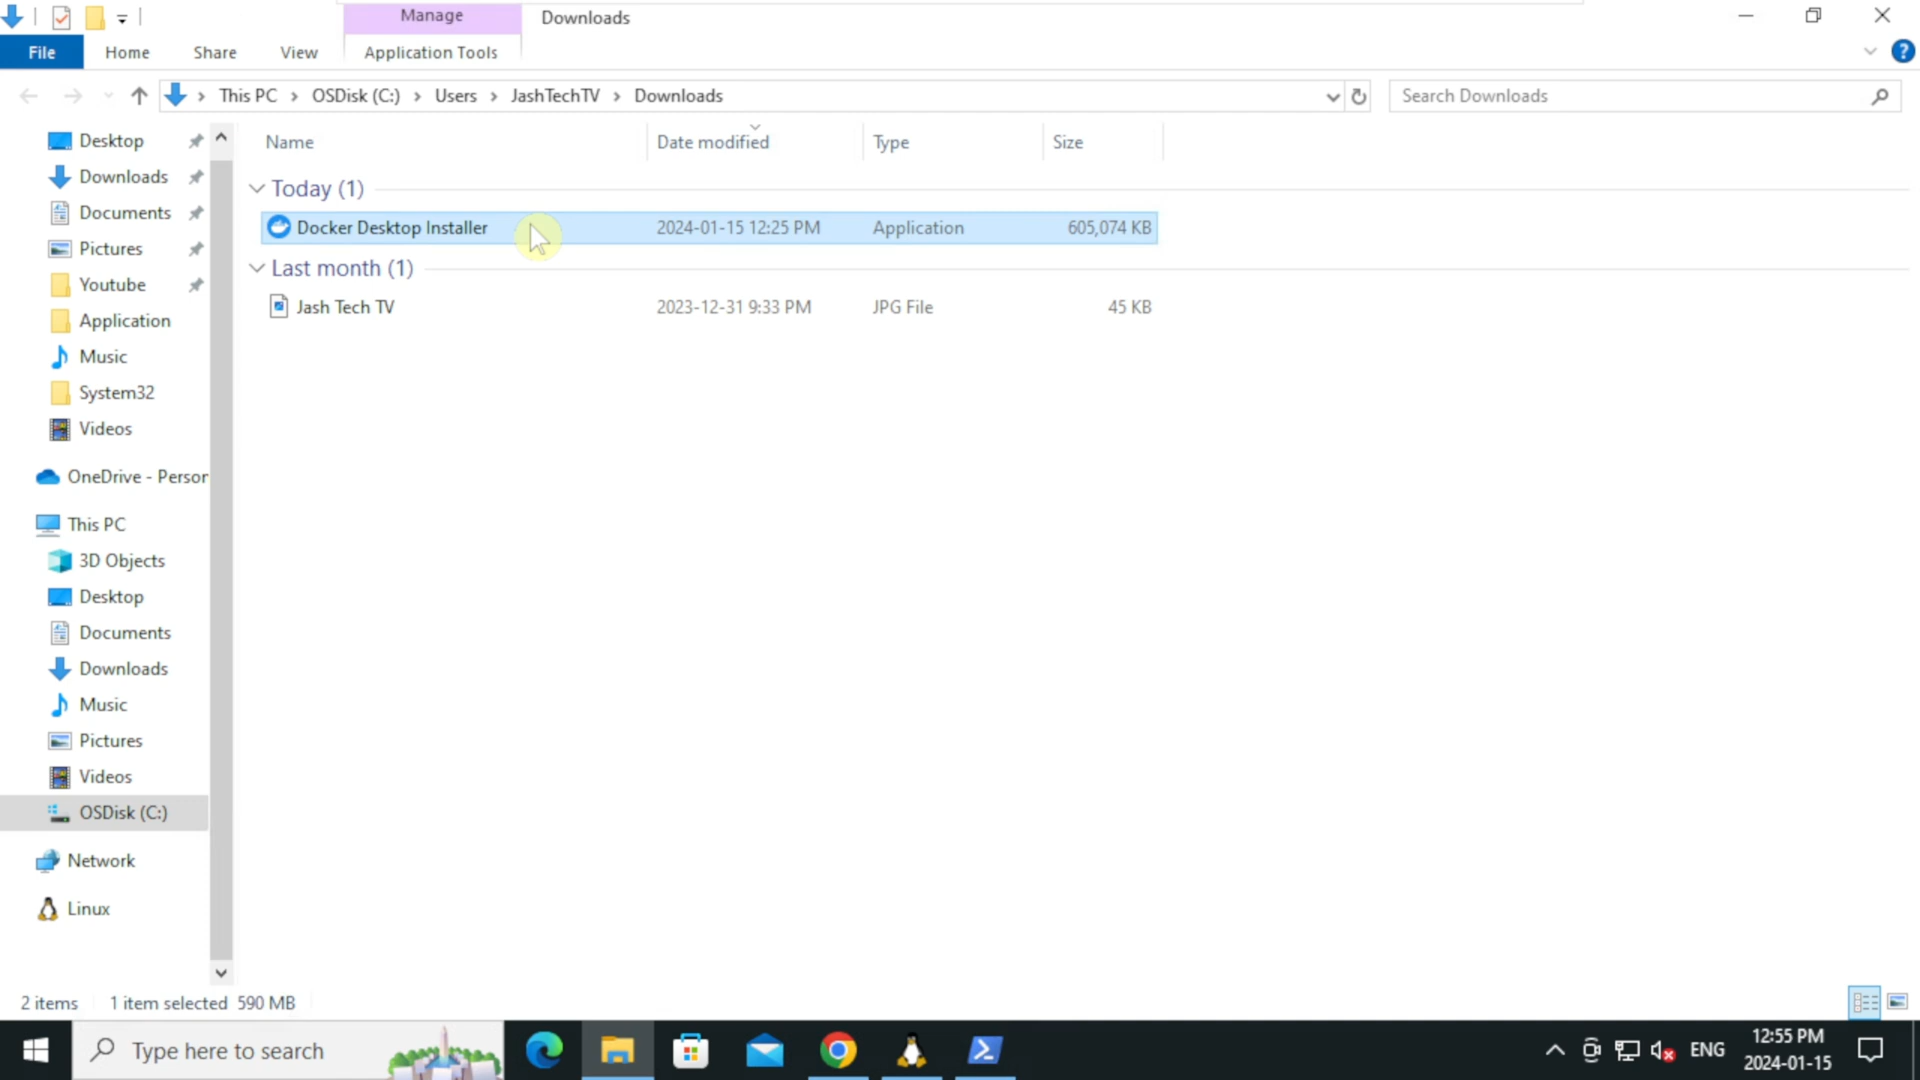 Manage
Downloads
File
Home
Share
View
Application Tools
This PC
OSDisk (C:)
Users
JashTechTV
Downloads
Search Downloads
Name
Date modified
Type
Size
Desktop
Downloads
Documents
Pictures
Youtube
Application
Music
System32
Videos
OneDrive - Person
This PC
3D Objects
Desktop
Documents
Downloads
Music
Pictures
Videos
OSDisk (C:)
Network
Linux
Today (1)
Docker Desktop Installer 2024-01-15 12:25 PM Application 605,074 KB
Last month (1)
Jash Tech TV 2023-12-31 9:33 PM JPG File 45 KB
2 items 1 item selected 590 MB
Type here to search
ENG
12:55 PM
2024-01-15